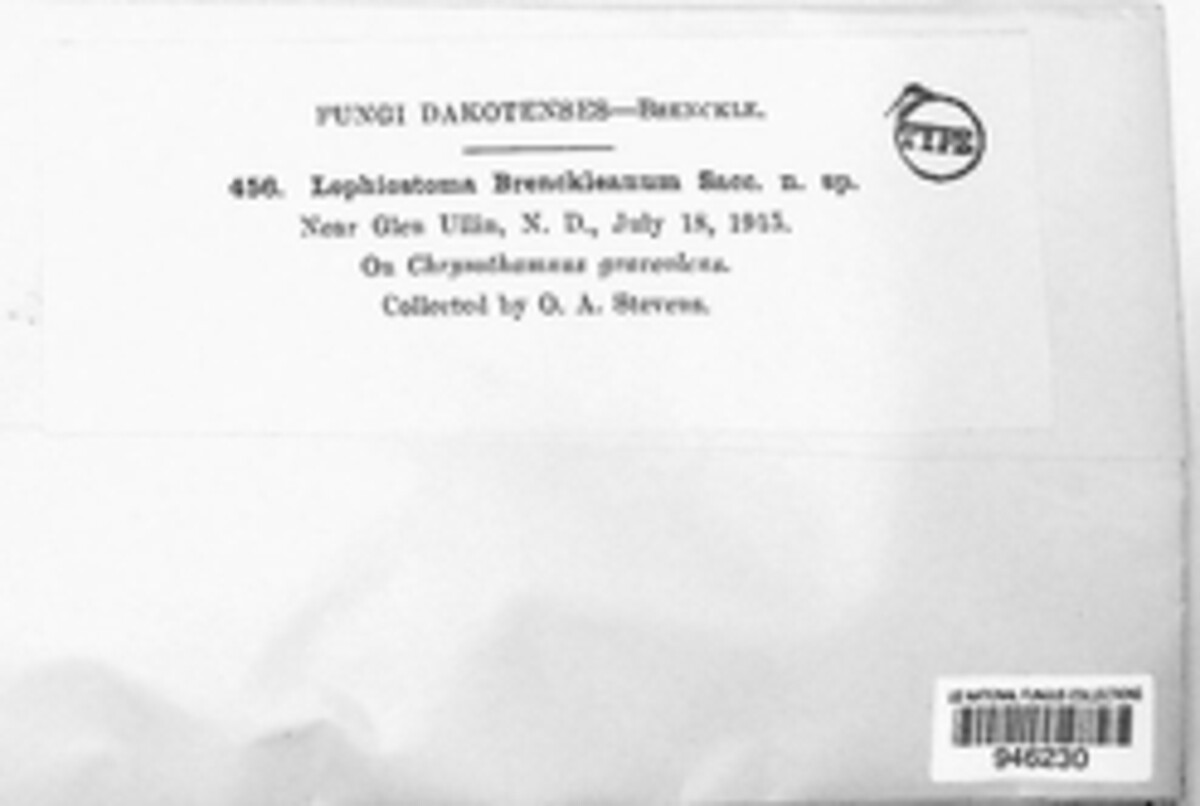 FUNGI DAKOTENSES—BRENCKLE.
TYPE
456. Lophiostoma Brenckleanum Sacc. n. sp.
Near Glen Ullin, N. D., July 18, 1915.
On Chrysothamnus graveolens.
Collected by O. A. Stevens.
US NATIONAL FUNGUS COLLECTIONS
946230